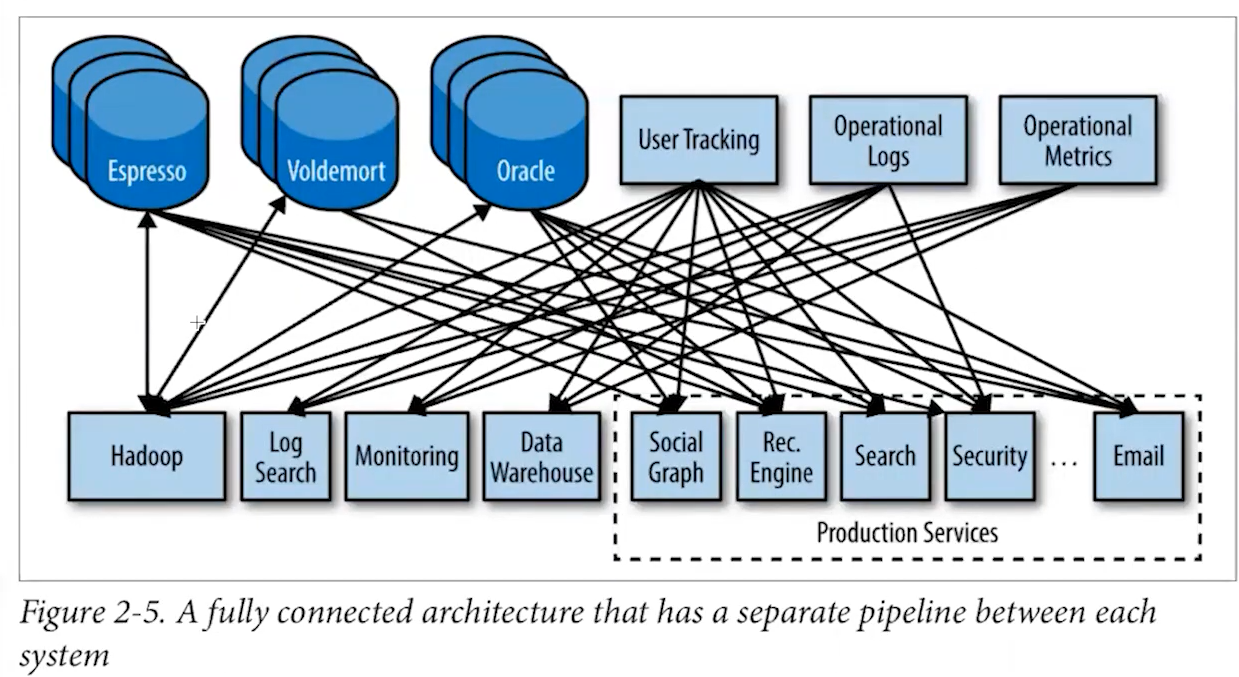 Espresso
Voldemort
Oracle
User Tracking
Operational
Logs
Operational
Metrics
Hadoop
Log
Search
Monitoring
Data
Warehouse
Social
Graph
Rec.
Engine
Search
Security
...
Email
Production Services
Figure 2-5. A fully connected architecture that has a separate pipeline between each
system